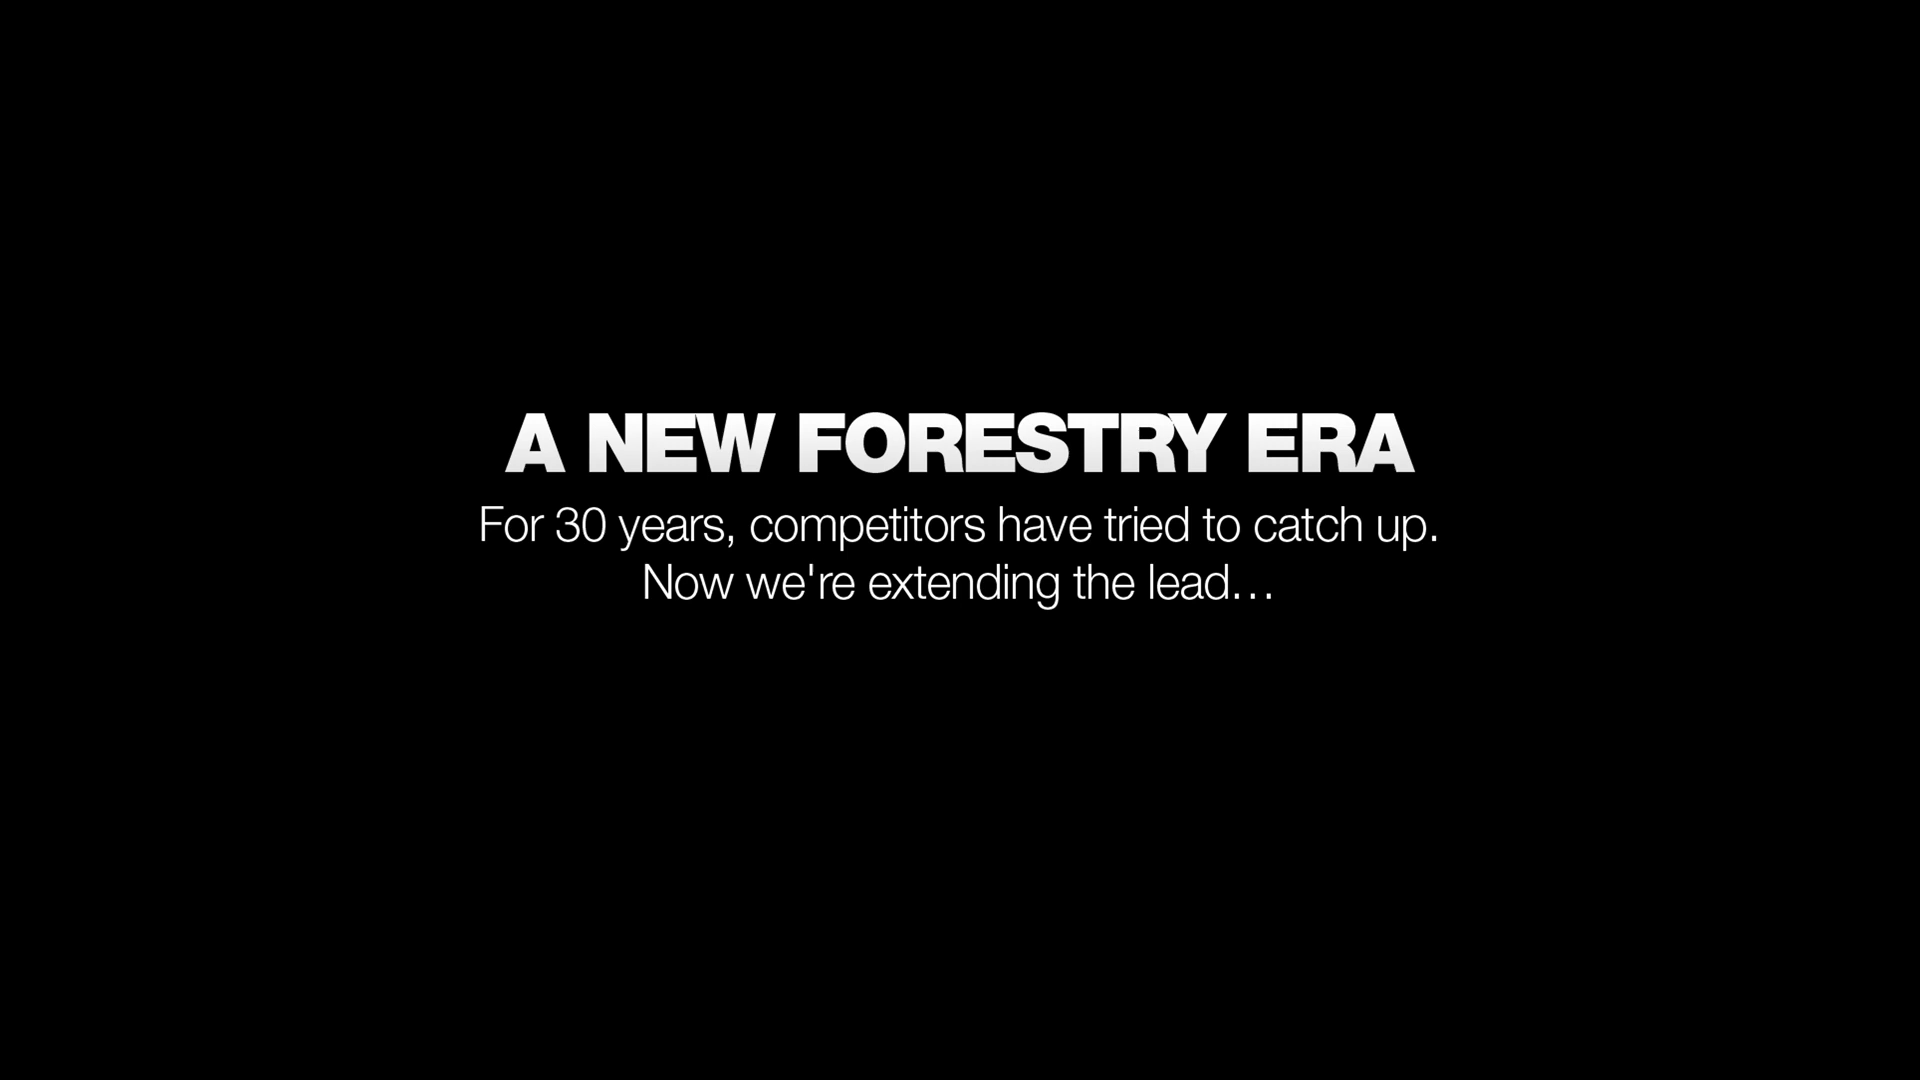 A NEW FORESTRY ERA
For 30 years, competitors have tried to catch up.
Now we're extending the lead…